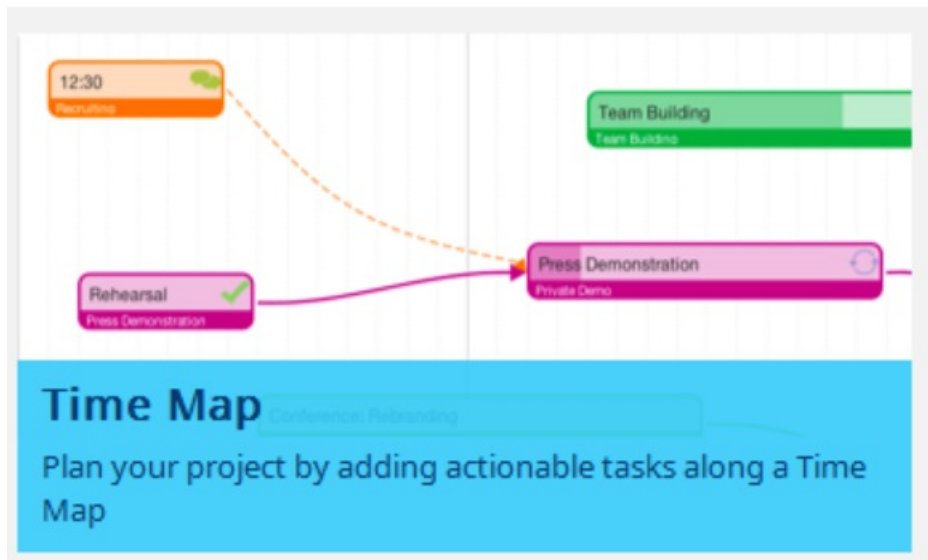 12:30
Recruiting
Team Building
Team Building
Press Demonstration
Private Demo
Rehearsal
Press Demonstration
Time Map
Conference: Rebranding
Plan your project by adding actionable tasks along a Time
Map